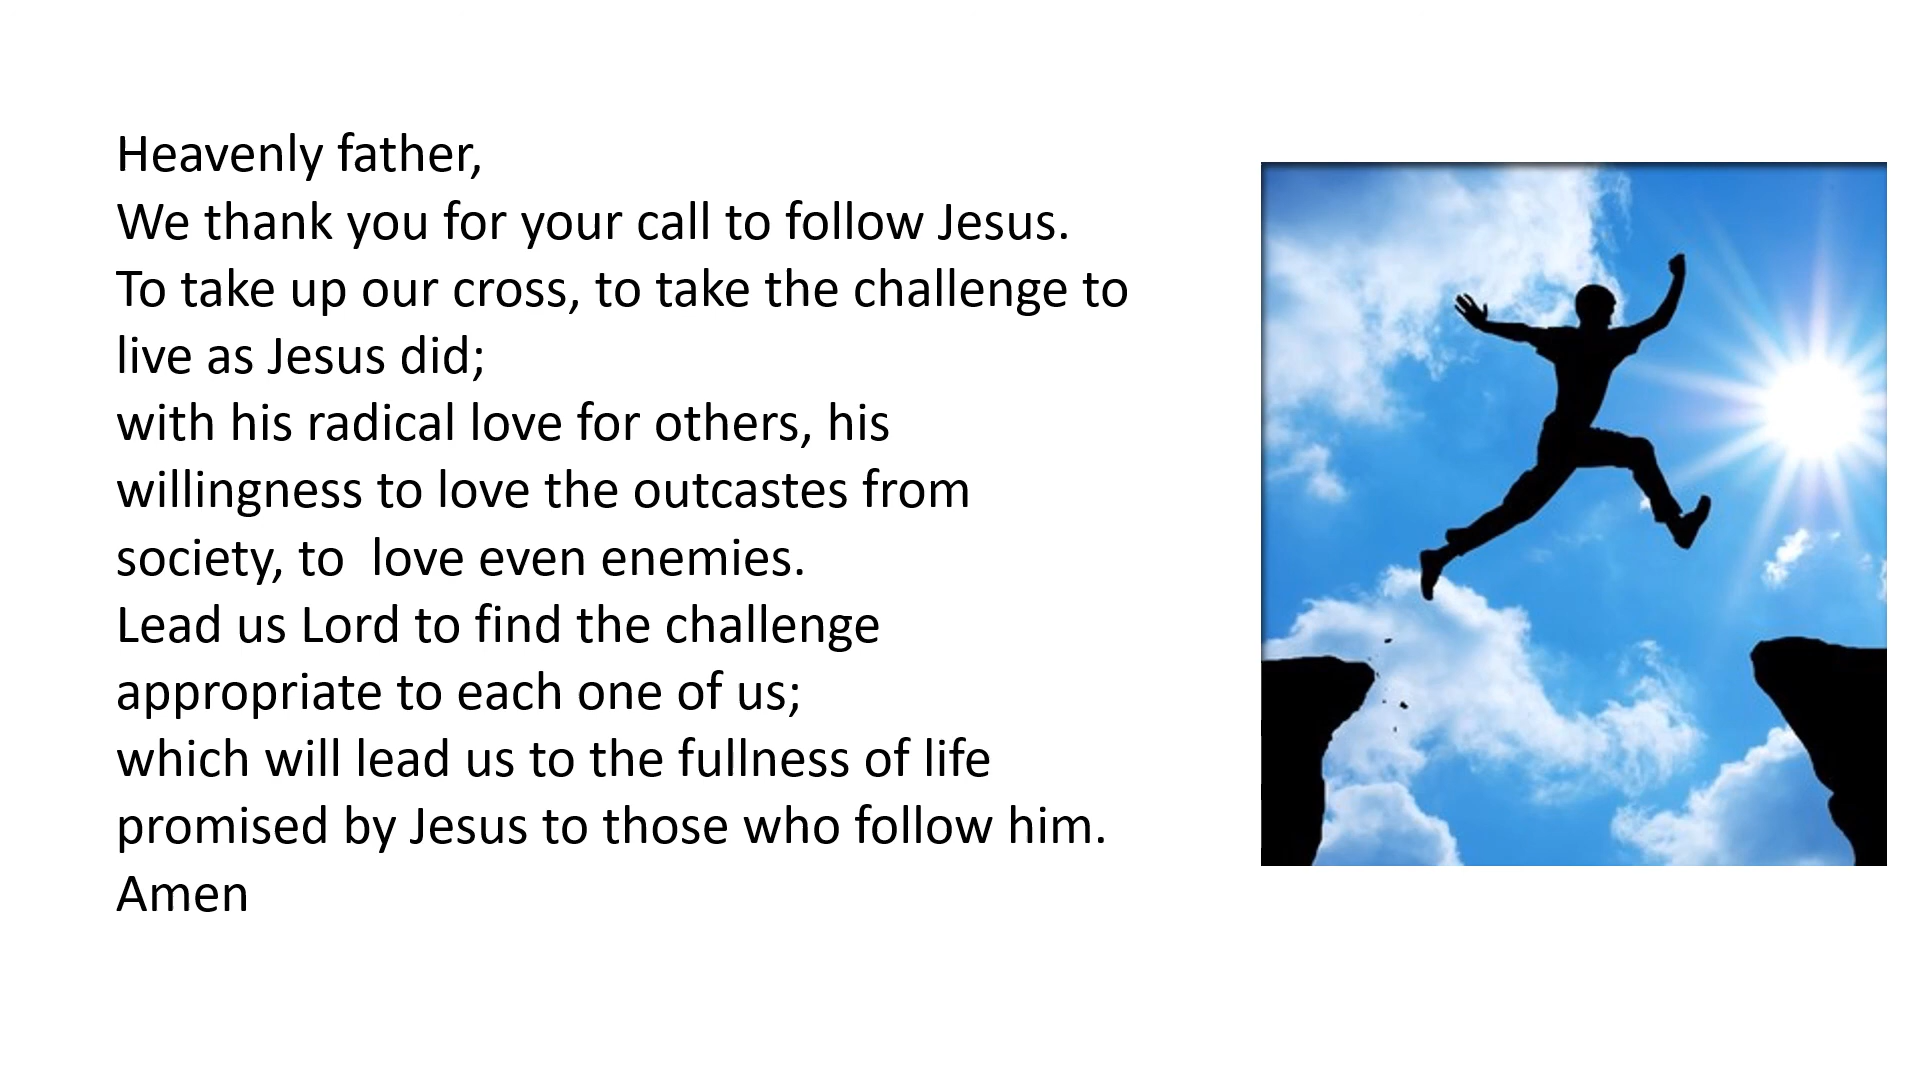 Heavenly father,
We thank you for your call to follow Jesus.
To take up our cross, to take the challenge to
live as Jesus did;
with his radical love for others, his
willingness to love the outcastes from
society, to  love even enemies.
Lead us Lord to find the challenge
appropriate to each one of us;
which will lead us to the fullness of life
promised by Jesus to those who follow him.
Amen